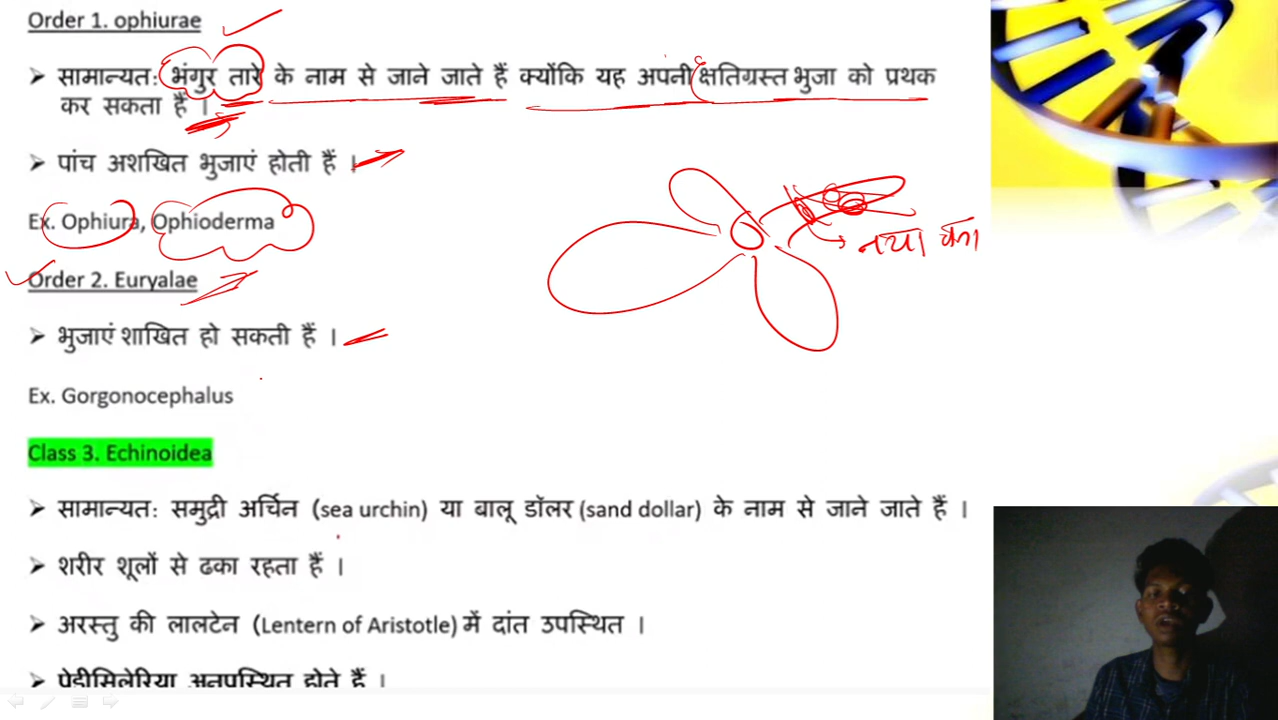 Order 1. ophiurae
➤ सामान्यत: भंगुर तारे के नाम से जाने जाते हैं क्योंकि यह अपनी क्षतिग्रस्त भुजा को प्रथक
कर सकता हैं ।
➤ पांच अशखित भुजाएं होती हैं ।
Ex. Ophiura, Ophioderma
नया
Order 2. Euryalae
➤ भुजाएं शाखित हो सकती हैं ।
Ex. Gorgonocephalus
Class 3. Echinoidea
➤ सामान्यत: समुद्री अर्चिन (sea urchin) या बालू डॉलर (sand dollar) के नाम से जाने जाते हैं ।
➤ शरीर शूलों से ढका रहता हैं ।
➤ अरस्तु की लालटेन (Lentern of Aristotle) में दांत उपस्थित ।
➤ पेडीसिलेरिया अनुपस्थित होते हैं ।